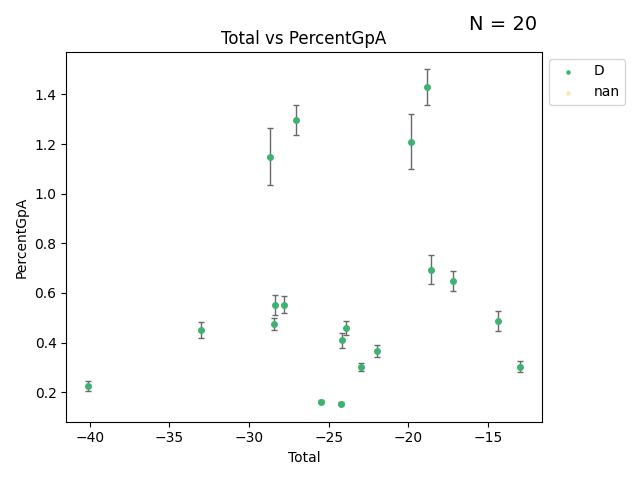 N = 20
Total vs PercentGpA
D
nan
PercentGpA
1.4
1.2
1.0
0.8
0.6
0.4
0.2
−40
−35
−30
−25
−20
−15
Total